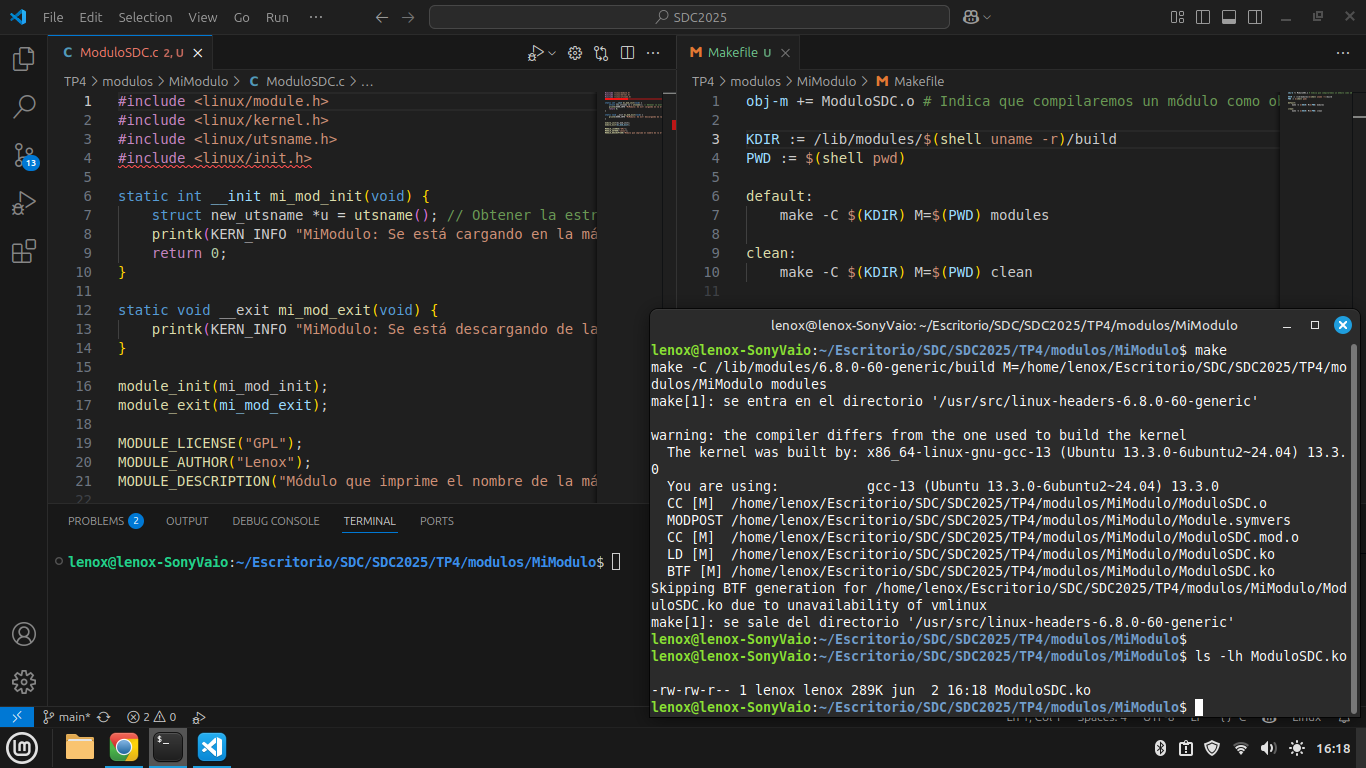 File Edit Selection View Go Run ··· SDC2025
C ModuloSDC.c 2, U
TP4 > modulos > MiModulo > C ModuloSDC.c > ...
1 #include <linux/module.h>
2 #include <linux/kernel.h>
3 #include <linux/utsname.h>
4 #include <linux/init.h>
5
6 static int __init mi_mod_init(void) {
7 struct new_utsname *u = utsname(); // Obtener la estr
8 printk(KERN_INFO "MiModulo: Se está cargando en la má
9 return 0;
10 }
11
12 static void __exit mi_mod_exit(void) {
13 printk(KERN_INFO "MiModulo: Se está descargando de la
14 }
15
16 module_init(mi_mod_init);
17 module_exit(mi_mod_exit);
18
19 MODULE_LICENSE("GPL");
20 MODULE_AUTHOR("Lenox");
21 MODULE_DESCRIPTION("Módulo que imprime el nombre de la má
22
M Makefile U
TP4 > modulos > MiModulo > M Makefile
1 obj-m += ModuloSDC.o # Indica que compilaremos un módulo como ob
2
3 KDIR := /lib/modules/$(shell uname -r)/build
4 PWD := $(shell pwd)
5
6 default:
7 make -C $(KDIR) M=$(PWD) modules
8
9 clean:
10 make -C $(KDIR) M=$(PWD) clean
11
13
PROBLEMS 2 OUTPUT DEBUG CONSOLE TERMINAL PORTS
lenox@lenox-SonyVaio:~/Escritorio/SDC/SDC2025/TP4/modulos/MiModulo$
lenox@lenox-SonyVaio: ~/Escritorio/SDC/SDC2025/TP4/modulos/MiModulo
lenox@lenox-SonyVaio:~/Escritorio/SDC/SDC2025/TP4/modulos/MiModulo$ make
make -C /lib/modules/6.8.0-60-generic/build M=/home/lenox/Escritorio/SDC/SDC2025/TP4/mo
dulos/MiModulo modules
make[1]: se entra en el directorio '/usr/src/linux-headers-6.8.0-60-generic'
warning: the compiler differs from the one used to build the kernel
The kernel was built by: x86_64-linux-gnu-gcc-13 (Ubuntu 13.3.0-6ubuntu2~24.04) 13.3.
0
You are using: gcc-13 (Ubuntu 13.3.0-6ubuntu2~24.04) 13.3.0
CC [M] /home/lenox/Escritorio/SDC/SDC2025/TP4/modulos/MiModulo/ModuloSDC.o
MODPOST /home/lenox/Escritorio/SDC/SDC2025/TP4/modulos/MiModulo/Module.symvers
CC [M] /home/lenox/Escritorio/SDC/SDC2025/TP4/modulos/MiModulo/ModuloSDC.mod.o
LD [M] /home/lenox/Escritorio/SDC/SDC2025/TP4/modulos/MiModulo/ModuloSDC.ko
BTF [M] /home/lenox/Escritorio/SDC/SDC2025/TP4/modulos/MiModulo/ModuloSDC.ko
Skipping BTF generation for /home/lenox/Escritorio/SDC/SDC2025/TP4/modulos/MiModulo/Mod
uloSDC.ko due to unavailability of vmlinux
make[1]: se sale del directorio '/usr/src/linux-headers-6.8.0-60-generic'
lenox@lenox-SonyVaio:~/Escritorio/SDC/SDC2025/TP4/modulos/MiModulo$
lenox@lenox-SonyVaio:~/Escritorio/SDC/SDC2025/TP4/modulos/MiModulo$ ls -lh ModuloSDC.ko
-rw-rw-r-- 1 lenox lenox 289K jun 2 16:18 ModuloSDC.ko
lenox@lenox-SonyVaio:~/Escritorio/SDC/SDC2025/TP4/modulos/MiModulo$
main* 2 0 Ln 1, Col 1 Spaces: 4 UTF-8 LF {} C Linux
16:18